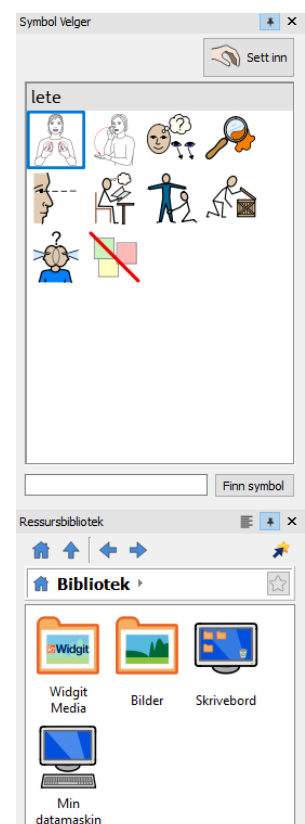 Symbol Velger
Sett inn
lete
Finn symbol
Ressursbibliotek
Bibliotek
Widgit
Widgit
Media
Bilder
Skrivebord
Min
datamaskin